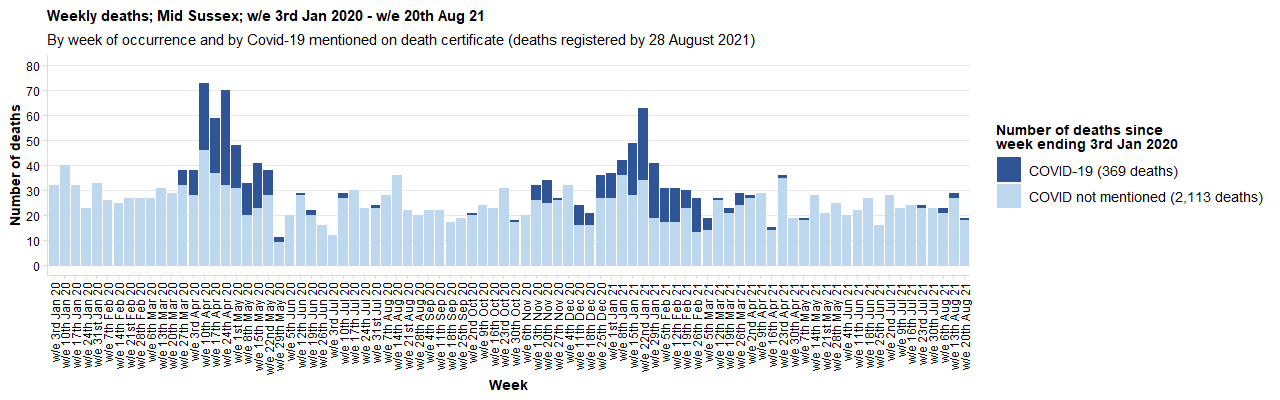 Weekly deaths; Mid Sussex; w/e 3rd Jan 2020 - w/e 20th Aug 21
By week of occurrence and by Covid-19 mentioned on death certificate (deaths registered by 28 August 2021)
Number of deaths
80
70
60
50
40
30
20
10
0
w/e 3rd Jan 20
w/e 10th Jan 20
w/e 17th Jan 20
w/e 24th Jan 20
w/e 31st Jan 20
w/e 7th Feb 20
w/e 14th Feb 20
w/e 21st Feb 20
w/e 28th Feb 20
w/e 6th Mar 20
w/e 13th Mar 20
w/e 20th Mar 20
w/e 27th Mar 20
w/e 3rd Apr 20
w/e 10th Apr 20
w/e 17th Apr 20
w/e 24th Apr 20
w/e 1st May 20
w/e 8th May 20
w/e 15th May 20
w/e 22nd May 20
w/e 29th May 20
w/e 5th Jun 20
w/e 12th Jun 20
w/e 19th Jun 20
w/e 26th Jun 20
w/e 3rd Jul 20
w/e 10th Jul 20
w/e 17th Jul 20
w/e 24th Jul 20
w/e 31st Jul 20
w/e 7th Aug 20
w/e 14th Aug 20
w/e 21st Aug 20
w/e 28th Aug 20
w/e 4th Sep 20
w/e 11th Sep 20
w/e 18th Sep 20
w/e 25th Sep 20
w/e 2nd Oct 20
w/e 9th Oct 20
w/e 16th Oct 20
w/e 23rd Oct 20
w/e 30th Oct 20
w/e 6th Nov 20
w/e 13th Nov 20
w/e 20th Nov 20
w/e 27th Nov 20
w/e 4th Dec 20
w/e 11th Dec 20
w/e 18th Dec 20
w/e 25th Dec 20
w/e 1st Jan 21
w/e 8th Jan 21
w/e 15th Jan 21
w/e 22nd Jan 21
w/e 29th Jan 21
w/e 5th Feb 21
w/e 12th Feb 21
w/e 19th Feb 21
w/e 26th Feb 21
w/e 5th Mar 21
w/e 12th Mar 21
w/e 19th Mar 21
w/e 26th Mar 21
w/e 2nd Apr 21
w/e 9th Apr 21
w/e 16th Apr 21
w/e 23rd Apr 21
w/e 30th Apr 21
w/e 7th May 21
w/e 14th May 21
w/e 21st May 21
w/e 28th May 21
w/e 4th Jun 21
w/e 11th Jun 21
w/e 18th Jun 21
w/e 25th Jun 21
w/e 2nd Jul 21
w/e 9th Jul 21
w/e 16th Jul 21
w/e 23rd Jul 21
w/e 30th Jul 21
w/e 6th Aug 21
w/e 13th Aug 21
w/e 20th Aug 21
Week
Number of deaths since
week ending 3rd Jan 2020
COVID-19 (369 deaths)
COVID not mentioned (2,113 deaths)